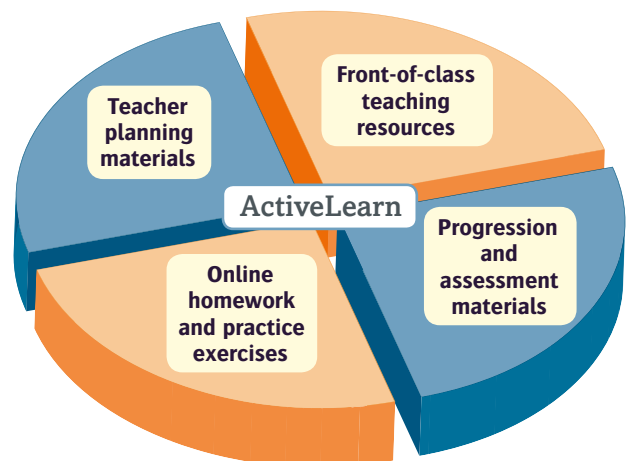 Front-of-class
teaching
resources
Teacher
planning
materials
ActiveLearn
Progression
and
assessment
materials
Online
homework
and practice
exercises